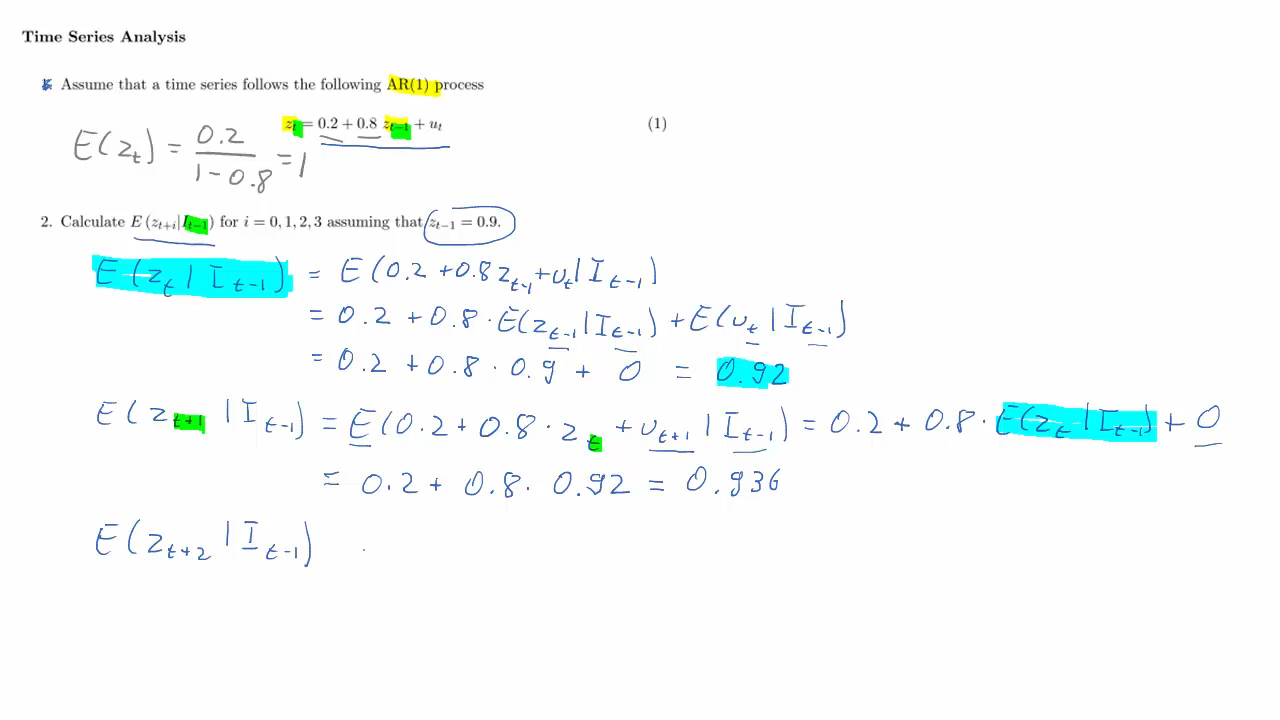 Time Series Analysis
Assume that a time series follows the following AR(1) process
z_t = 0.2 + 0.8 z_{t-1} + u_t (1)
E(z_t) = 0.2 / (1 - 0.8) = 1
2. Calculate E(z_{t+i}|I_{t-1}) for i = 0, 1, 2, 3 assuming that z_{t-1} = 0.9.
E(z_t | I_{t-1}) = E(0.2 + 0.8 z_{t-1} + u_t | I_{t-1})
= 0.2 + 0.8 · E(z_{t-1} | I_{t-1}) + E(u_t | I_{t-1})
= 0.2 + 0.8 · 0.9 + 0 = 0.92
E(z_{t+1} | I_{t-1}) = E(0.2 + 0.8 · z_t + u_{t+1} | I_{t-1}) = 0.2 + 0.8 · E(z_t | I_{t-1}) + 0
= 0.2 + 0.8 · 0.92 = 0.936
E(z_{t+2} | I_{t-1})